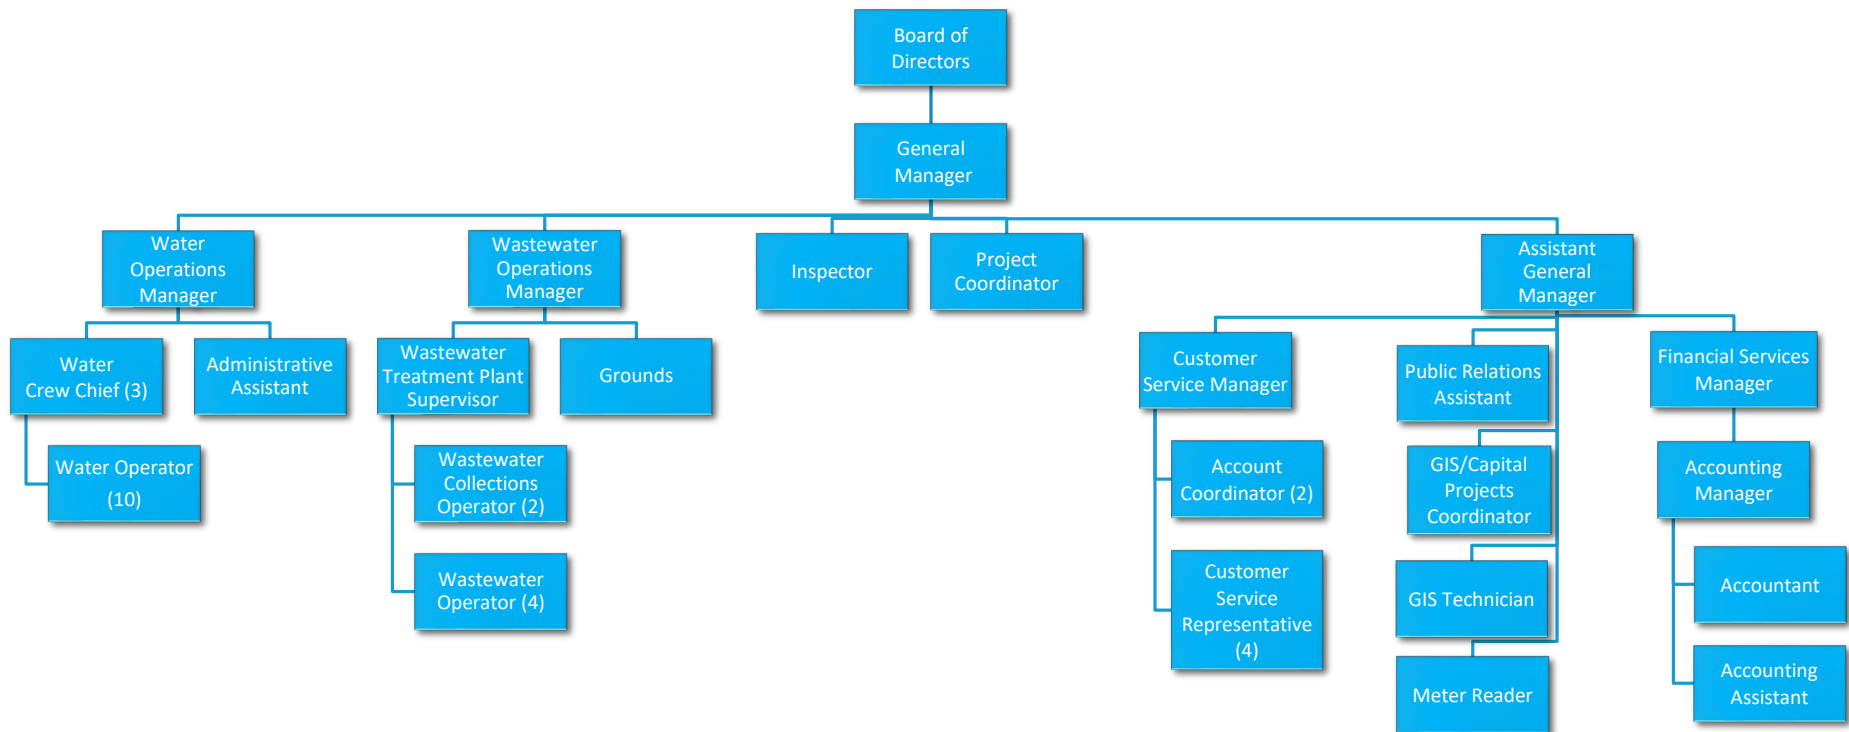 Board of
Directors
General
Manager
Water
Operations
Manager
Wastewater
Operations
Manager
Inspector
Project
Coordinator
Assistant
General
Manager
Water
Crew Chief (3)
Administrative
Assistant
Wastewater
Treatment Plant
Supervisor
Grounds
Customer
Service Manager
Public Relations
Assistant
Financial Services
Manager
Water Operator
(10)
Wastewater
Collections
Operator (2)
Account
Coordinator (2)
GIS/Capital
Projects
Coordinator
Accounting
Manager
Wastewater
Operator (4)
Customer
Service
Representative
(4)
GIS Technician
Accountant
Meter Reader
Accounting
Assistant